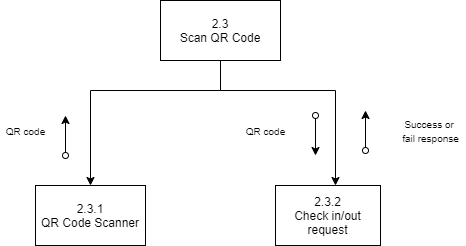 2.3
Scan QR Code
QR code
QR code
Success or
fail response
2.3.1
QR Code Scanner
2.3.2
Check in/out
request